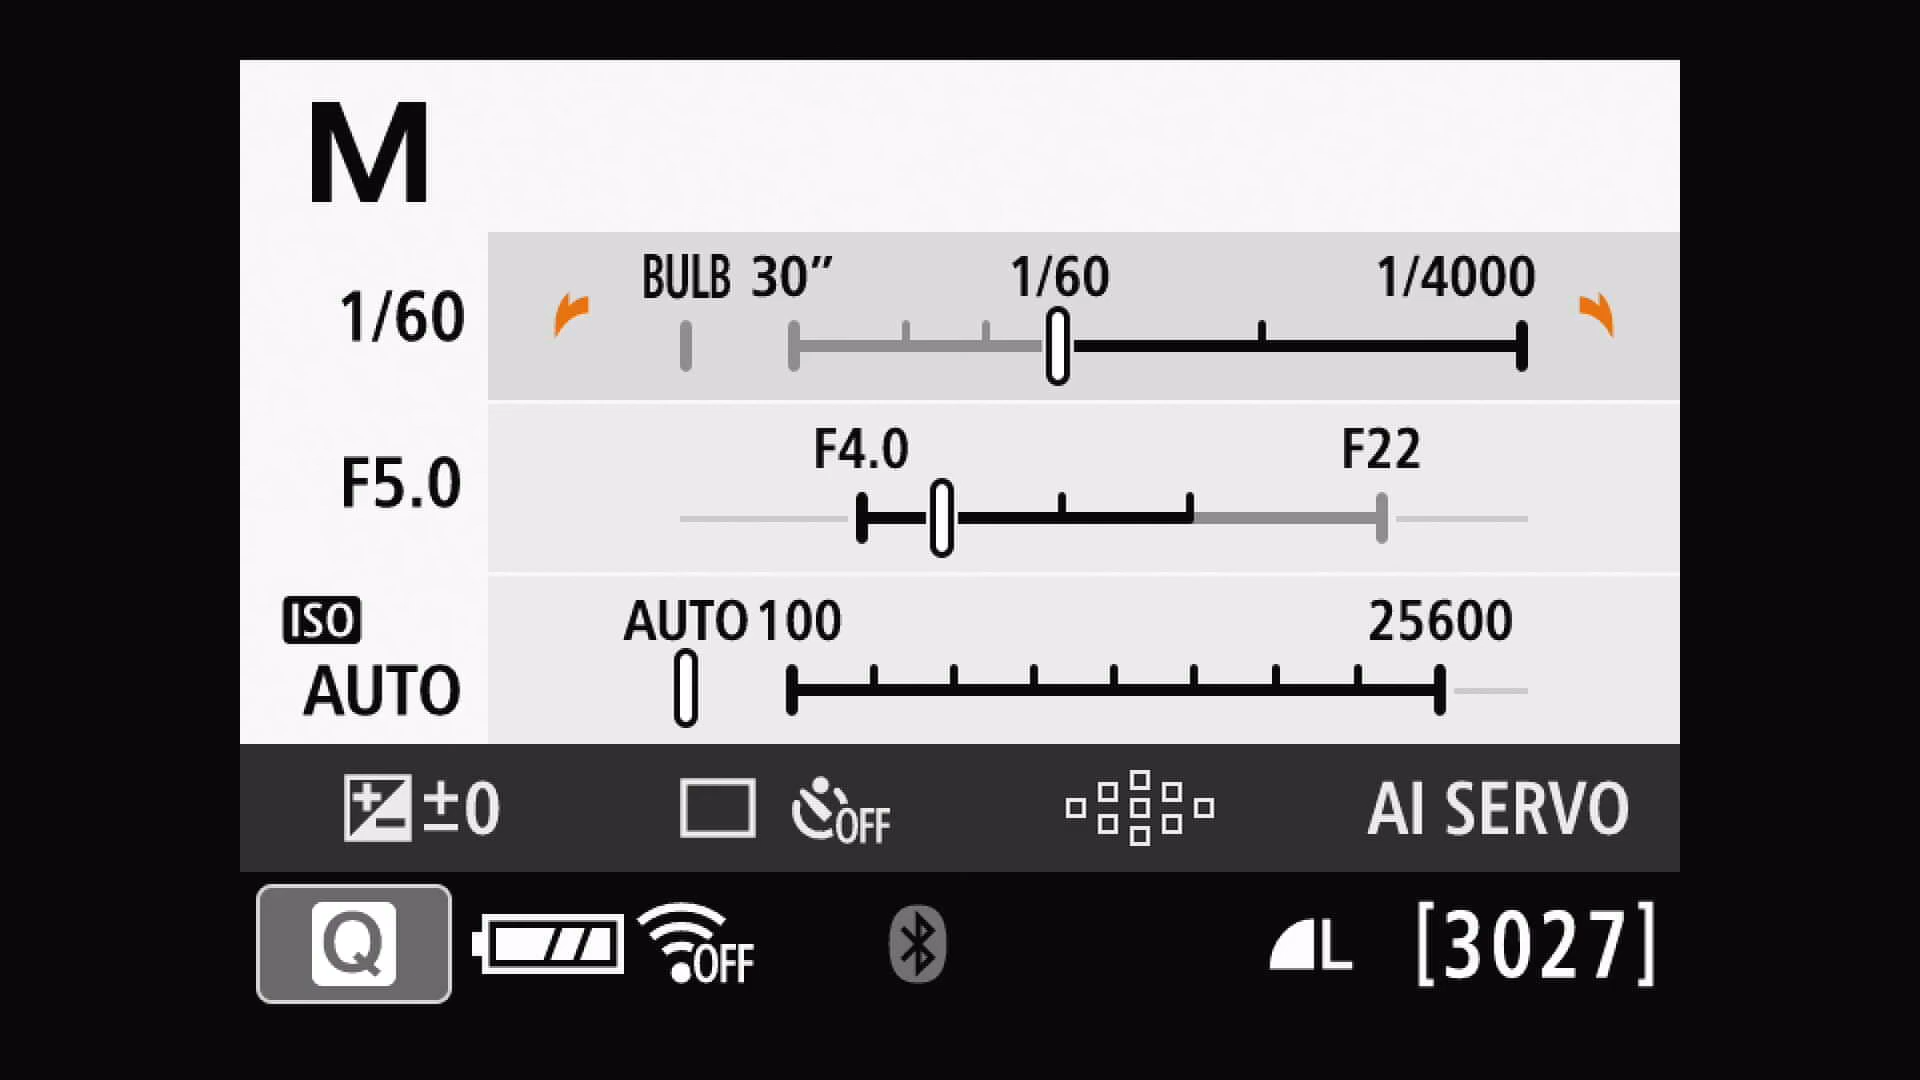 M
1/60
BULB 30” 1/60 1/4000
F5.0
F4.0 F22
ISO
AUTO
AUTO 100 25600
±0
OFF
AI SERVO
Q
OFF
L
[3027]